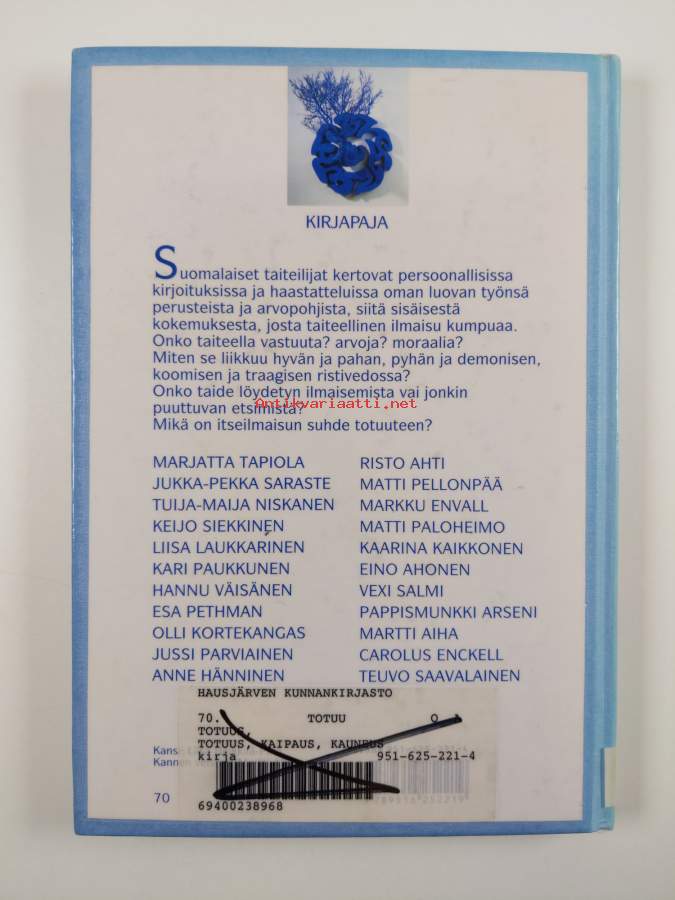 KIRJAPAJA
Suomalaiset taiteilijat kertovat persoonallisissa
kirjoituksissa ja haastatteluissa oman luovan työnsä
perusteista ja arvopohjista, siitä sisäisestä
kokemuksesta, josta taiteellinen ilmaisu kumpuaa.
Onko taiteella vastuuta? arvoja? moraalia?
Miten se liikkuu hyvän ja pahan, pyhän ja demonisen,
koomisen ja traagisen ristivedossa?
Onko taide löydetyn ilmaisemista vai jonkin
puuttuvan etsimistä?
Antikvariaatti.net
Mikä on itseilmaisun suhde totuuteen?
MARJATTA TAPIOLA
JUKKA-PEKKA SARASTE
TUIJA-MAIJA NISKANEN
KEIJO SIEKKINEN
LIISA LAUKKARINEN
KARI PAUKKUNEN
HANNU VÄISÄNEN
ESA PETHMAN
OLLI KORTEKANGAS
JUSSI PARVIAINEN
ANNE HÄNNINEN
RISTO AHTI
MATTI PELLONPÄÄ
MARKKU ENVALL
MATTI PALOHEIMO
KAARINA KAIKKONEN
EINO AHONEN
VEXI SALMI
PAPPISMUNKKI ARSENI
MARTTI AIHA
CAROLUS ENCKELL
TEUVO SAAVALAINEN
HAUSJÄRVEN KUNNANKIRJASTO
70. TOTUU
TOTUUS,
TOTUUS, KAIPAUS, KAUNEUS
kirja 951-625-221-4
Kannen
70
69400238968